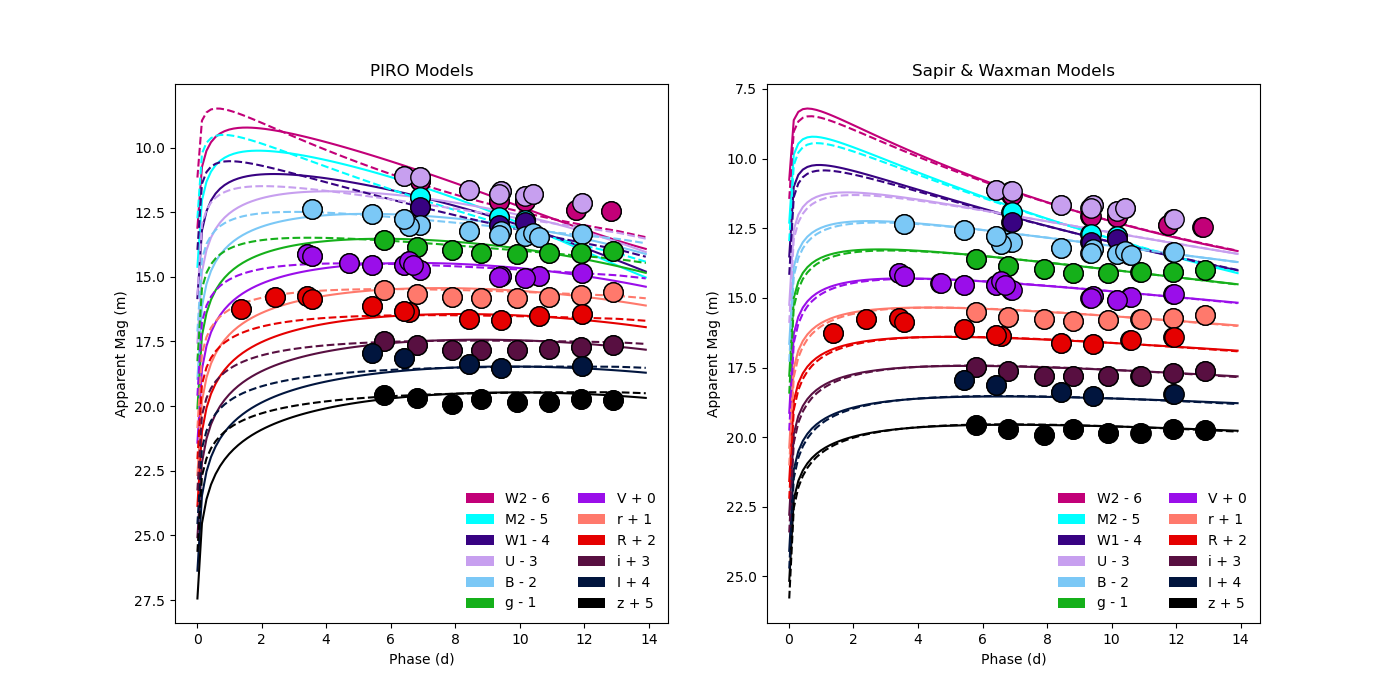 PIRO Models
Apparent Mag (m)
10.0
12.5
15.0
17.5
20.0
22.5
25.0
27.5
0 2 4 6 8 10 12 14
Phase (d)
W2 - 6
M2 - 5
W1 - 4
U - 3
B - 2
g - 1
V + 0
r + 1
R + 2
i + 3
I + 4
z + 5
Sapir & Waxman Models
Apparent Mag (m)
7.5
10.0
12.5
15.0
17.5
20.0
22.5
25.0
0 2 4 6 8 10 12 14
Phase (d)
W2 - 6
M2 - 5
W1 - 4
U - 3
B - 2
g - 1
V + 0
r + 1
R + 2
i + 3
I + 4
z + 5